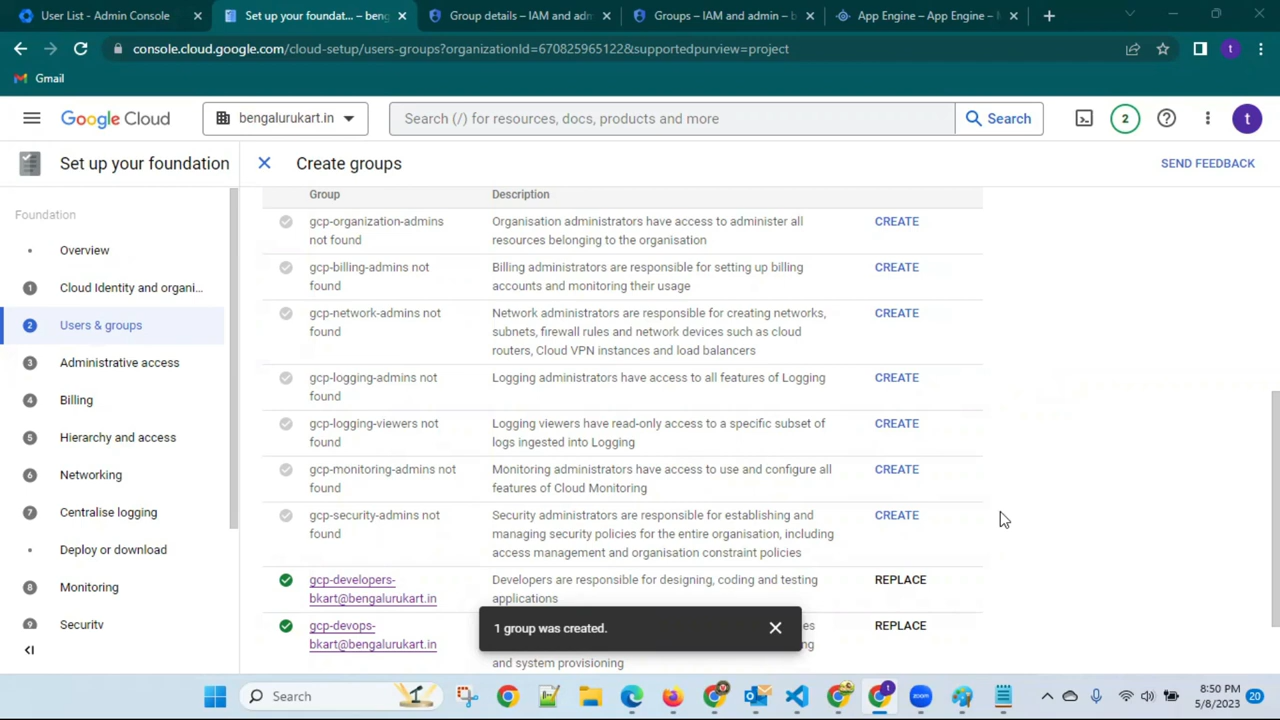 User List - Admin Console
Set up your foundat... – beng
Group details – IAM and adm
Groups – IAM and admin – b
App Engine – App Engine –
console.cloud.google.com/cloud-setup/users-groups?organizationId=670825965122&supportedpurview=project
t
Gmail
Google Cloud
bengalurukart.in
Search (/) for resources, docs, products and more
Search
2
t
Set up your foundation
Create groups
SEND FEEDBACK
Foundation
Overview
1 Cloud Identity and organi...
2 Users & groups
3 Administrative access
4 Billing
5 Hierarchy and access
6 Networking
7 Centralise logging
Deploy or download
8 Monitoring
9 Security
Group
Description
gcp-organization-admins
not found
Organisation administrators have access to administer all
resources belonging to the organisation
CREATE
gcp-billing-admins not
found
Billing administrators are responsible for setting up billing
accounts and monitoring their usage
CREATE
gcp-network-admins not
found
Network administrators are responsible for creating networks,
subnets, firewall rules and network devices such as cloud
routers, Cloud VPN instances and load balancers
CREATE
gcp-logging-admins not
found
Logging administrators have access to all features of Logging
CREATE
gcp-logging-viewers not
found
Logging viewers have read-only access to a specific subset of
logs ingested into Logging
CREATE
gcp-monitoring-admins not
found
Monitoring administrators have access to use and configure all
features of Cloud Monitoring
CREATE
gcp-security-admins not
found
Security administrators are responsible for establishing and
managing security policies for the entire organisation, including
access management and organisation constraint policies
CREATE
gcp-developers-
bkart@bengalurukart.in
Developers are responsible for designing, coding and testing
applications
REPLACE
gcp-devops-
bkart@bengalurukart.in
and system provisioning
REPLACE
1 group was created.
Search
1
8:50 PM
5/8/2023
20